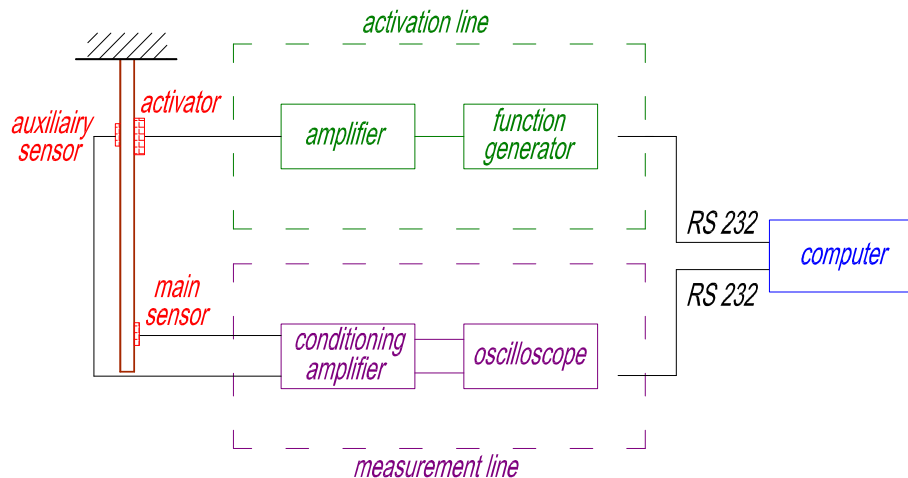 activation line
activator
auxiliairy
sensor
amplifier
function
generator
RS 232
computer
RS 232
main
sensor
conditioning
amplifier
oscilloscope
measurement line